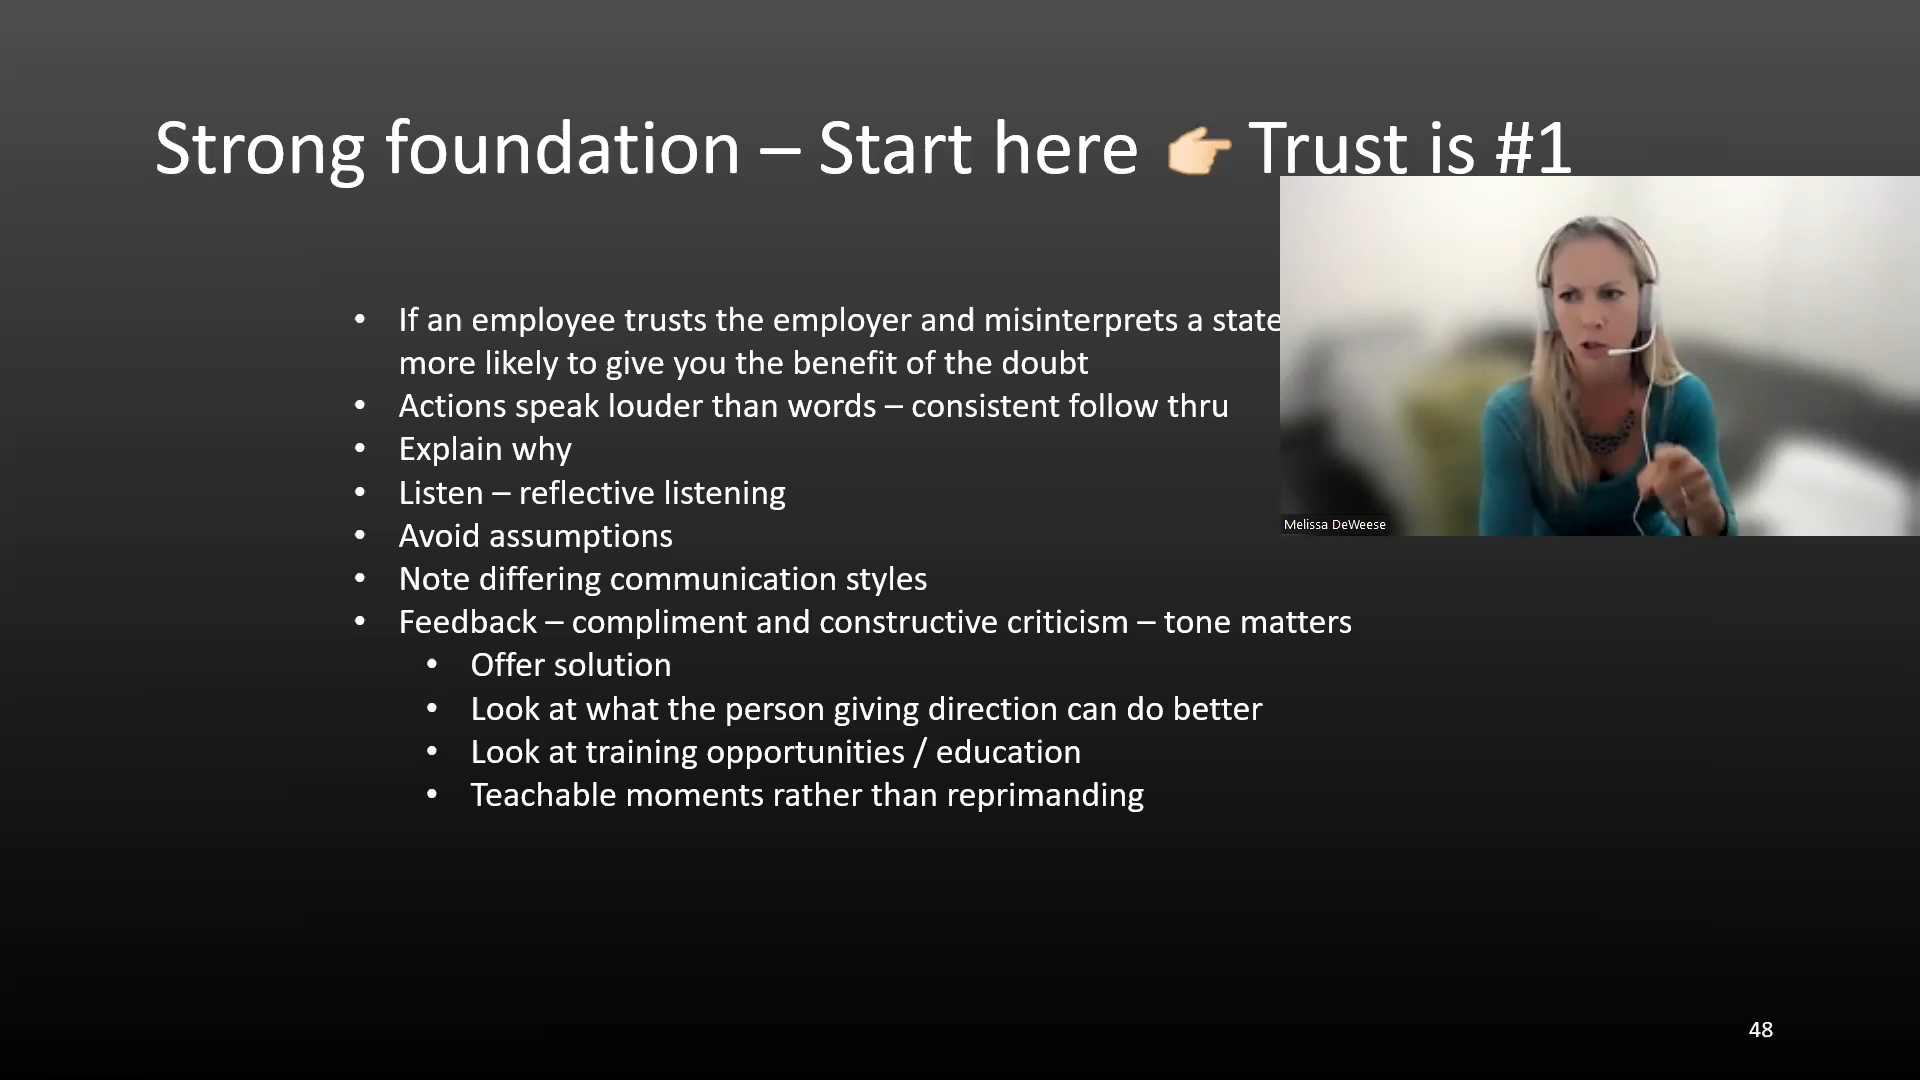 Strong foundation – Start here 👉🏻 Trust is #1
• If an employee trusts the employer and misinterprets a state
more likely to give you the benefit of the doubt
• Actions speak louder than words – consistent follow thru
• Explain why
• Listen – reflective listening
• Avoid assumptions
• Note differing communication styles
• Feedback – compliment and constructive criticism – tone matters
• Offer solution
• Look at what the person giving direction can do better
• Look at training opportunities / education
• Teachable moments rather than reprimanding
Melissa DeWeese
48